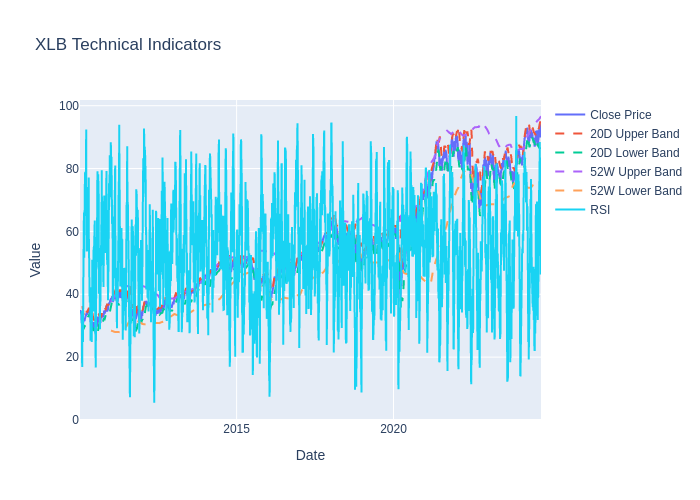 XLB Technical Indicators
100
80
60
40
20
0
2015
2020
Value
Date
Close Price
20D Upper Band
20D Lower Band
52W Upper Band
52W Lower Band
RSI